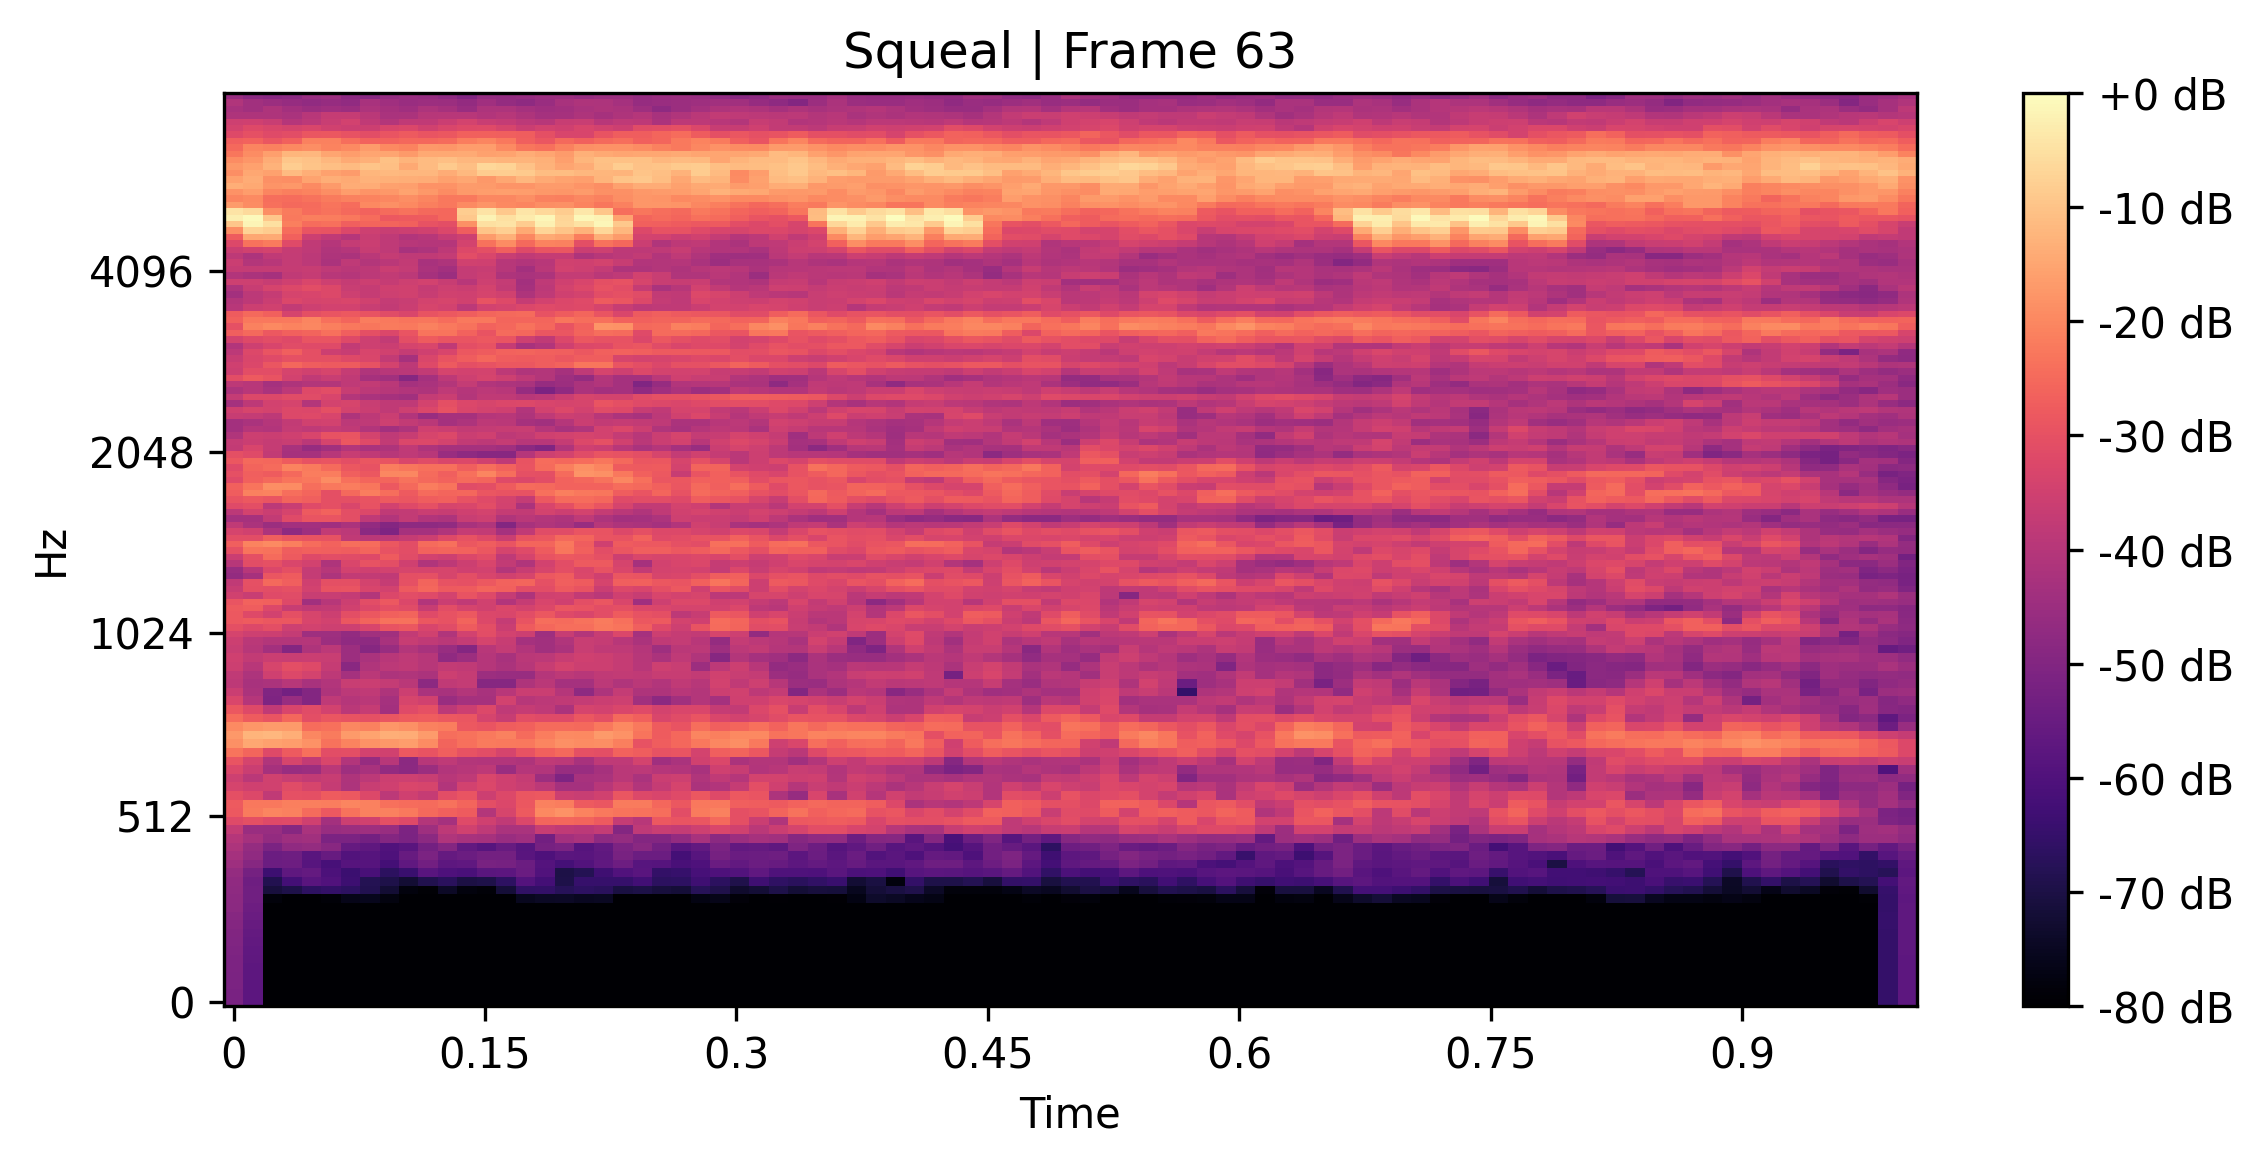 Squeal | Frame 63
Hz
4096
2048
1024
512
0
0
0.15
0.3
0.45
0.6
0.75
0.9
Time
+0 dB
-10 dB
-20 dB
-30 dB
-40 dB
-50 dB
-60 dB
-70 dB
-80 dB